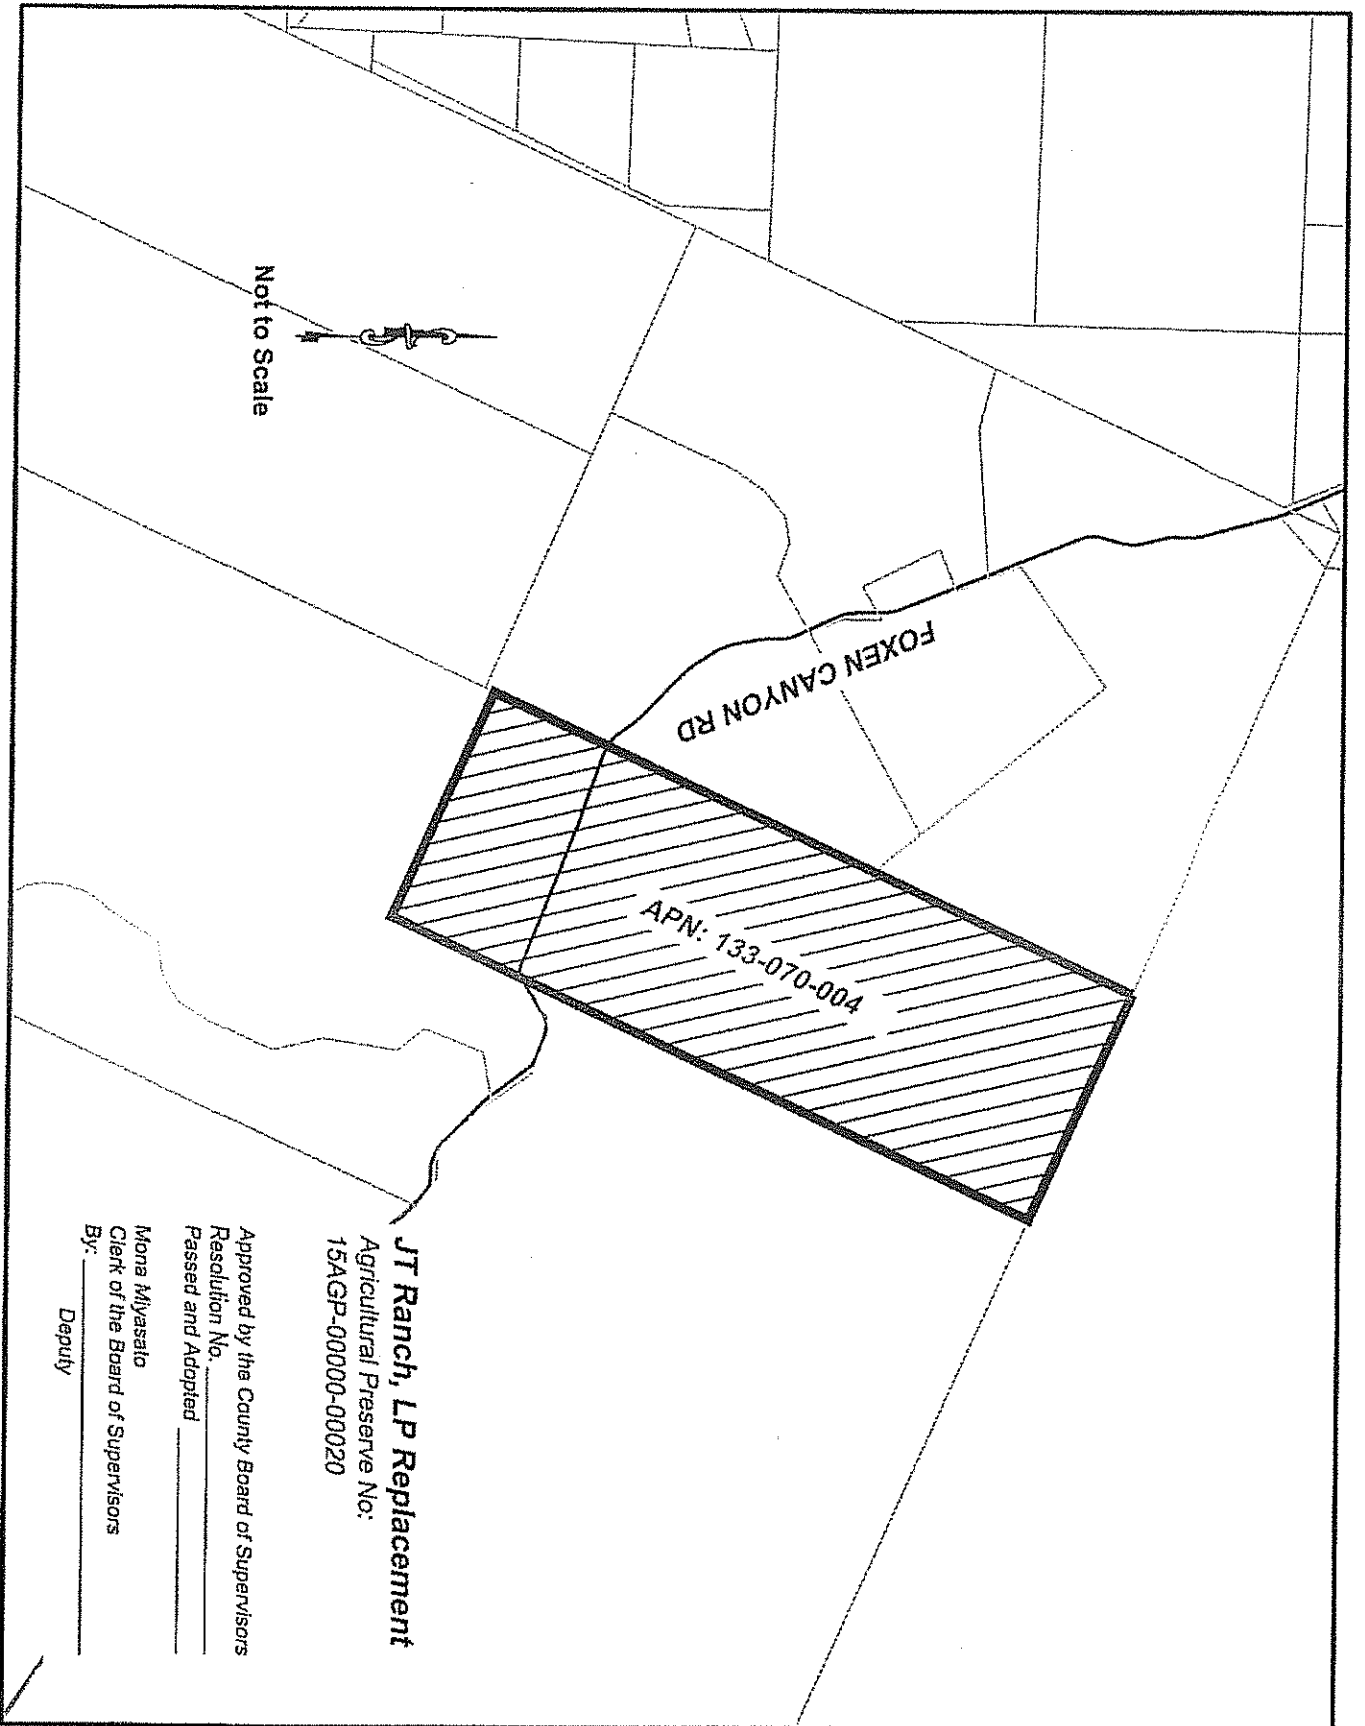 FOXEN CANYON RD
APN: 133-070-004
Not to Scale
JT Ranch, LP Replacement
Agricultural Preserve No:
15AGP-00000-00020
Approved by the County Board of Supervisors
Resolution No.
Passed and Adopted
Mona Miyasato
Clerk of the Board of Supervisors
By:
Deputy